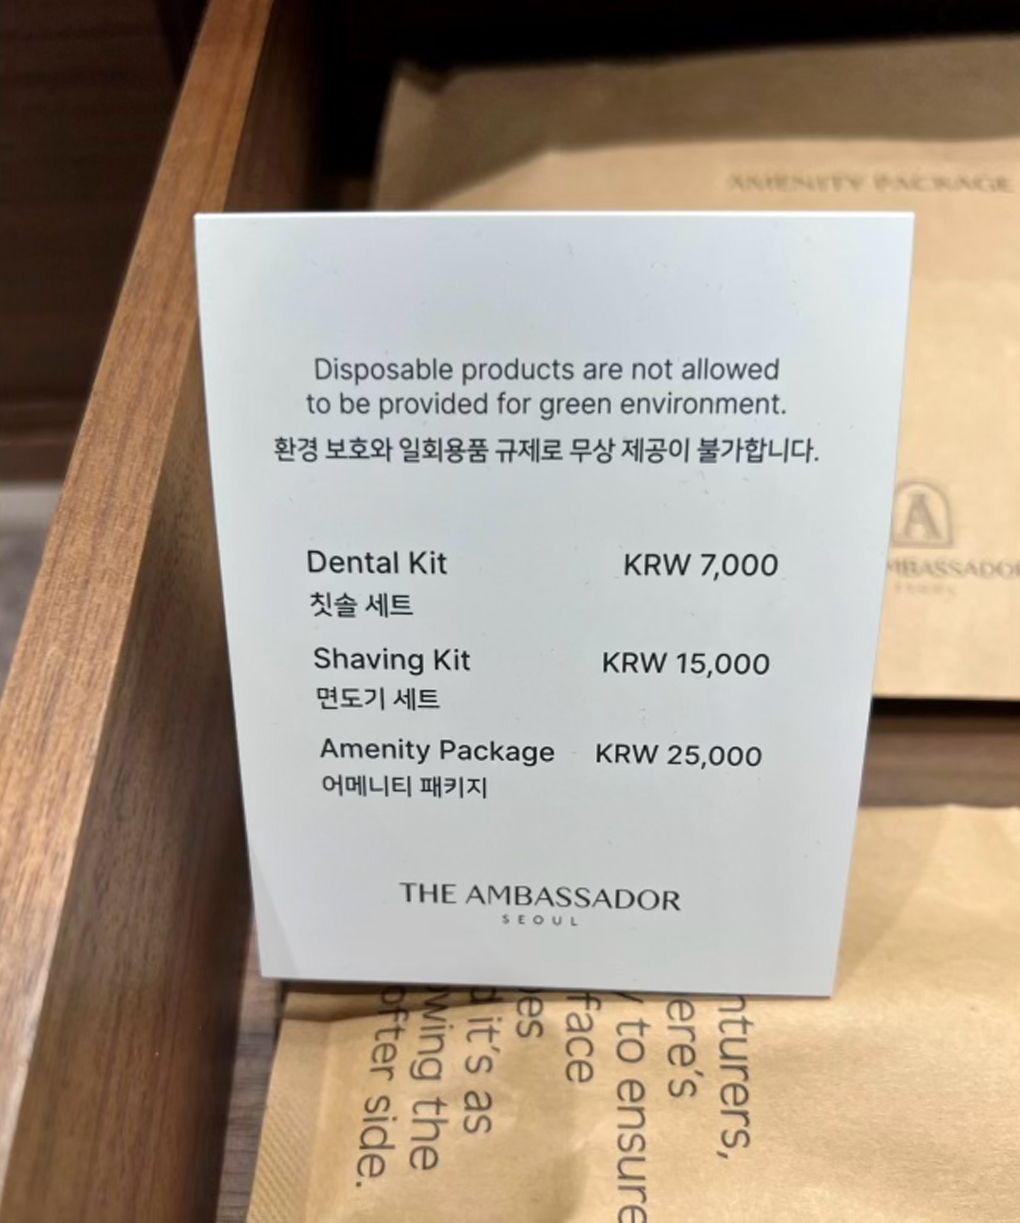 AMENITY PACKAGE
Disposable products are not allowed
to be provided for green environment.
환경 보호와 일회용품 규제로 무상 제공이 불가합니다.
Dental Kit KRW 7,000
칫솔 세트
Shaving Kit KRW 15,000
면도기 세트
Amenity Package KRW 25,000
어메니티 패키지
THE AMBASSADOR
SEOUL
A
MBASSADO
nturers,
ere's
to ensure
face
es
d it's as
wing the
ofter side.